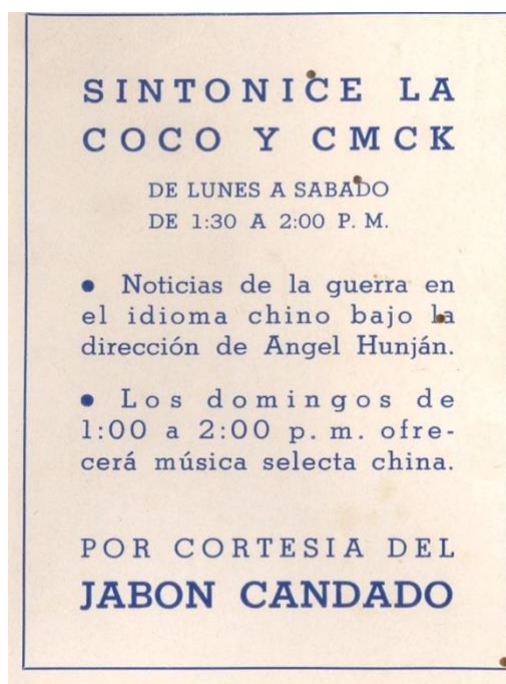 SINTONICE LA
COCO Y CMCK
DE LUNES A SABADO
DE 1:30 A 2:00 P. M.
● Noticias de la guerra en
el idioma chino bajo la
dirección de Angel Hunján.
● Los domingos de
1:00 a 2:00 p. m. ofre-
cerá música selecta china.
POR CORTESIA DEL
JABON CANDADO